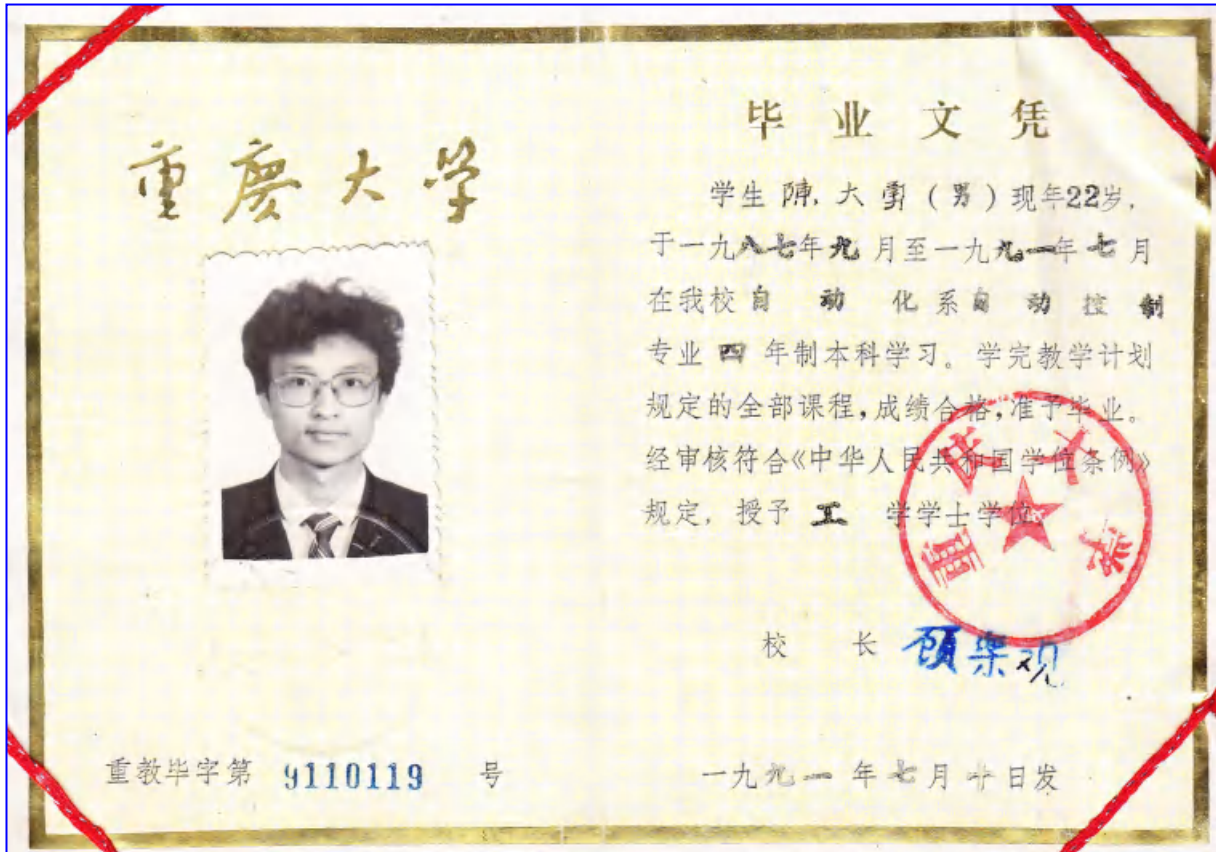 重庆大学
重教毕字第 9110119 号
毕业文凭
学生 陳大勇(男)现年22岁,
于一九八七年九月至一九九一年七月
在我校自动化系自动控制
专业四年制本科学习。学完教学计划
规定的全部课程,成绩合格,准予毕业。
经审核符合《中华人民共和国学位条例》
规定,授予 工 学学士学位。
重庆大学
校 长 顾乐观
一九九一年七月十日发